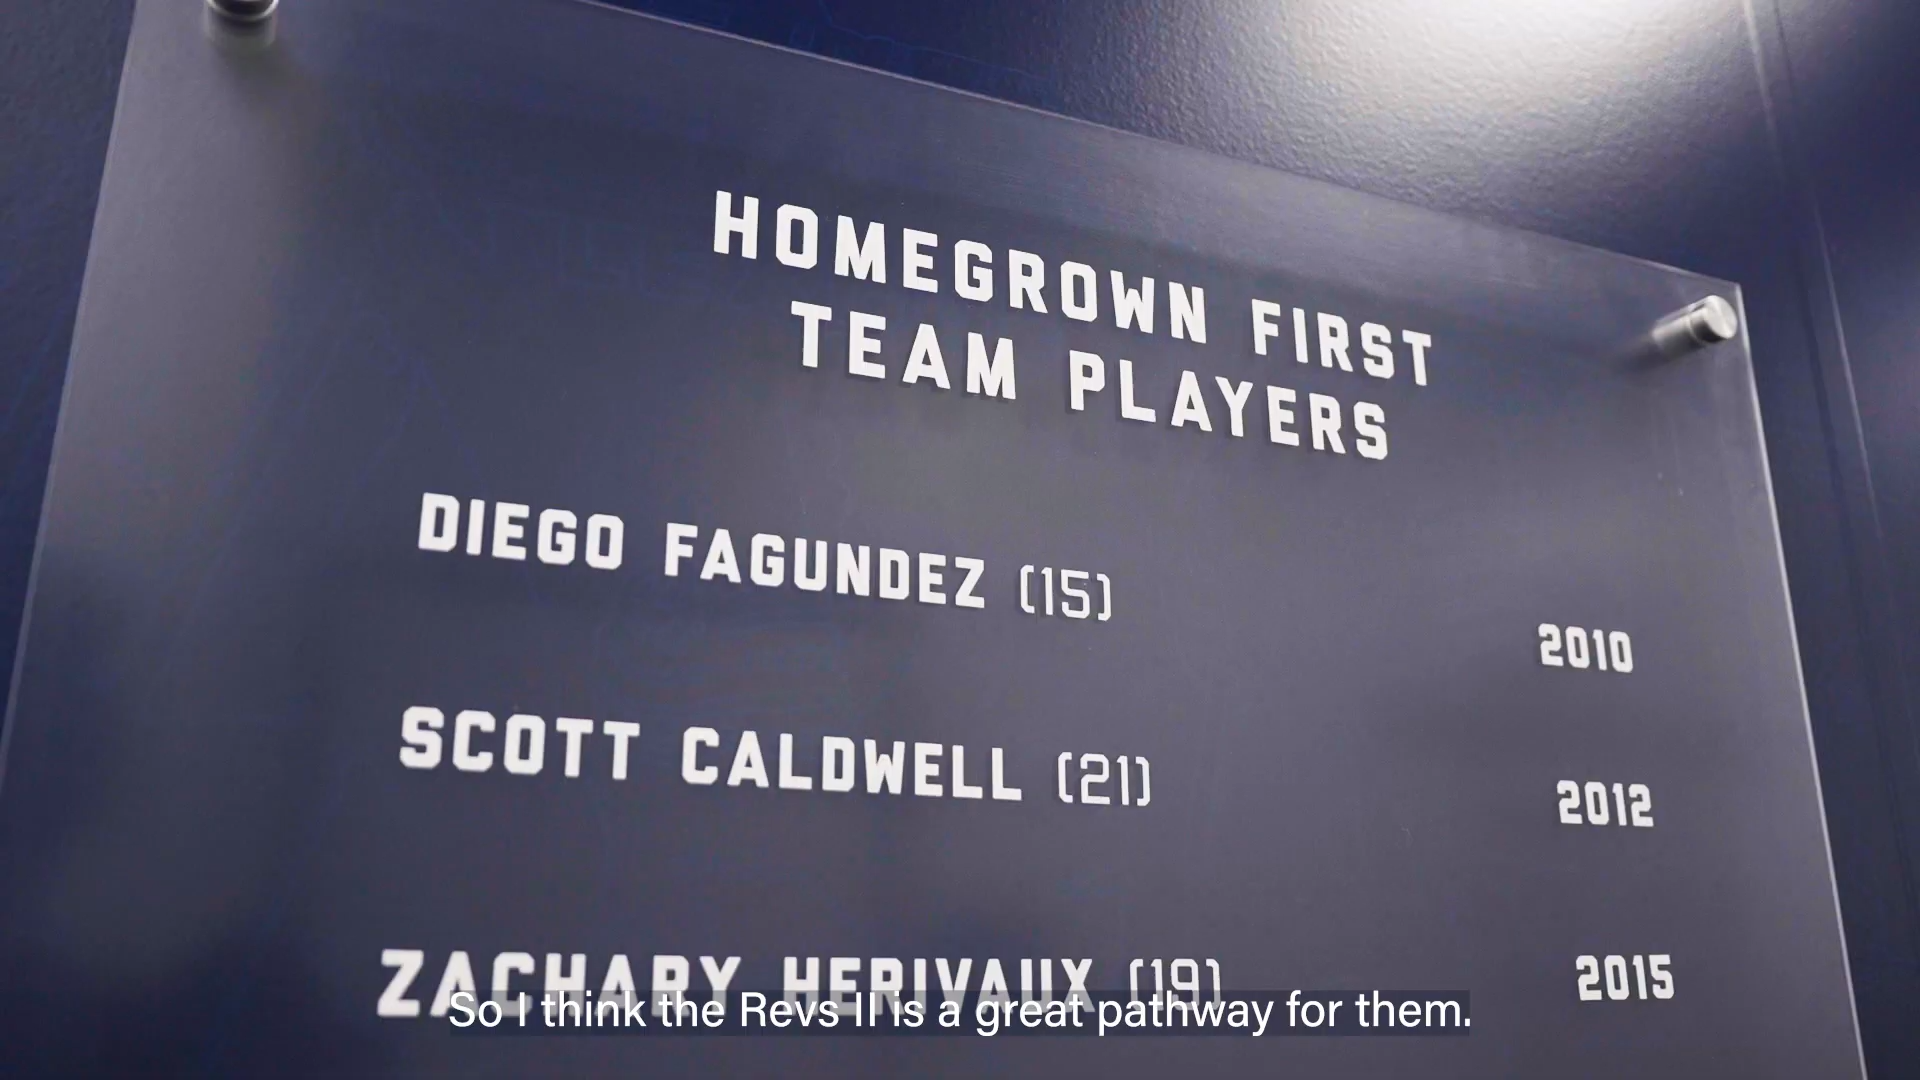 HOMEGROWN FIRST
TEAM PLAYERS
DIEGO FAGUNDEZ (15) 2010
SCOTT CALDWELL (21) 2012
ZACHARY HERIVAUX (19) 2015
So I think the Revs II is a great pathway for them.